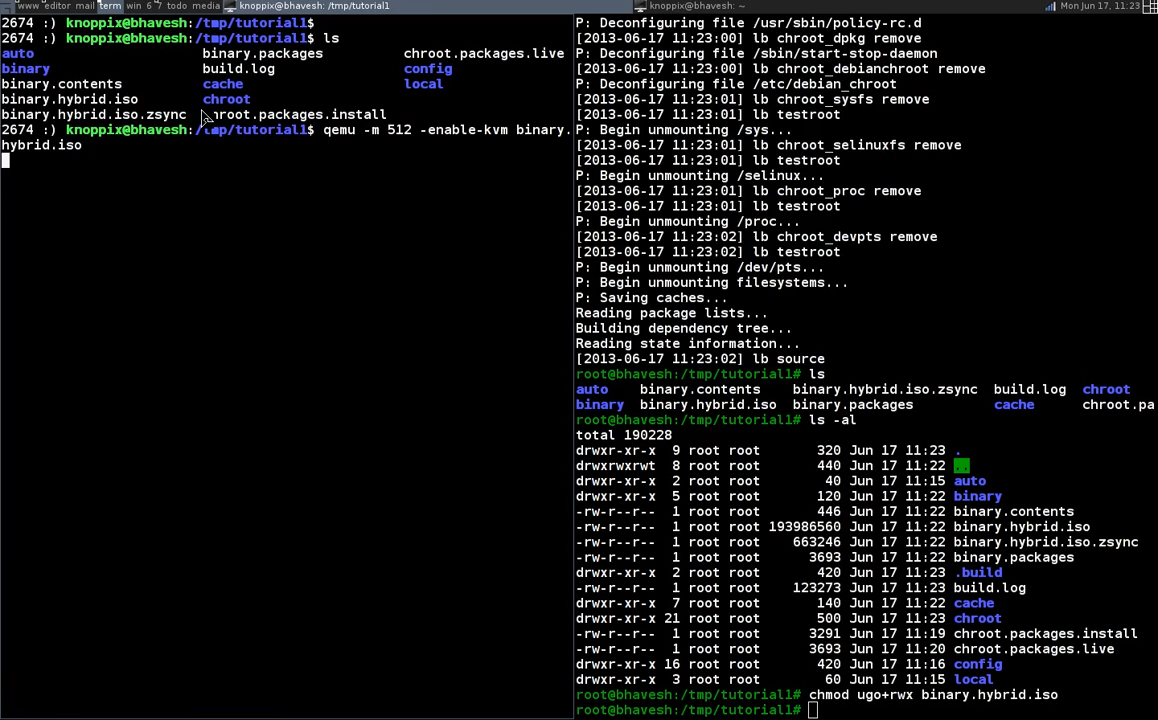 www editor mail term win 6 7 todo media knoppix@bhavesh: /tmp/tutorial1 knoppix@bhavesh: ~ Mon Jun 17, 11:23
2674 :) knoppix@bhavesh:/tmp/tutorial1$
2674 :) knoppix@bhavesh:/tmp/tutorial1$ ls
auto binary.packages chroot.packages.live
binary build.log config
binary.contents cache local
binary.hybrid.iso chroot
binary.hybrid.iso.zsync chroot.packages.install
2674 :) knoppix@bhavesh:/tmp/tutorial1$ qemu -m 512 -enable-kvm binary.
hybrid.iso
P: Deconfiguring file /usr/sbin/policy-rc.d
[2013-06-17 11:23:00] lb chroot_dpkg remove
P: Deconfiguring file /sbin/start-stop-daemon
[2013-06-17 11:23:00] lb chroot_debianchroot remove
P: Deconfiguring file /etc/debian_chroot
[2013-06-17 11:23:01] lb chroot_sysfs remove
[2013-06-17 11:23:01] lb testroot
P: Begin unmounting /sys...
[2013-06-17 11:23:01] lb chroot_selinuxfs remove
[2013-06-17 11:23:01] lb testroot
P: Begin unmounting /selinux...
[2013-06-17 11:23:01] lb chroot_proc remove
[2013-06-17 11:23:01] lb testroot
P: Begin unmounting /proc...
[2013-06-17 11:23:02] lb chroot_devpts remove
[2013-06-17 11:23:02] lb testroot
P: Begin unmounting /dev/pts...
P: Begin unmounting filesystems...
P: Saving caches...
Reading package lists...
Building dependency tree...
Reading state information...
[2013-06-17 11:23:02] lb source
root@bhavesh:/tmp/tutorial1# ls
auto binary.contents binary.hybrid.iso.zsync build.log chroot
binary binary.hybrid.iso binary.packages cache chroot.pa
root@bhavesh:/tmp/tutorial1# ls -al
total 190228
drwxr-xr-x 9 root root 320 Jun 17 11:23 .
drwxrwxrwt 8 root root 440 Jun 17 11:22 ..
drwxr-xr-x 2 root root 40 Jun 17 11:15 auto
drwxr-xr-x 5 root root 120 Jun 17 11:22 binary
-rw-r--r-- 1 root root 446 Jun 17 11:22 binary.contents
-rw-r--r-- 1 root root 193986560 Jun 17 11:22 binary.hybrid.iso
-rw-r--r-- 1 root root 663246 Jun 17 11:22 binary.hybrid.iso.zsync
-rw-r--r-- 1 root root 3693 Jun 17 11:22 binary.packages
drwxr-xr-x 2 root root 420 Jun 17 11:23 .build
-rw-r--r-- 1 root root 123273 Jun 17 11:23 build.log
drwxr-xr-x 7 root root 140 Jun 17 11:22 cache
drwxr-xr-x 21 root root 500 Jun 17 11:23 chroot
-rw-r--r-- 1 root root 3291 Jun 17 11:19 chroot.packages.install
-rw-r--r-- 1 root root 3693 Jun 17 11:20 chroot.packages.live
drwxr-xr-x 16 root root 420 Jun 17 11:16 config
drwxr-xr-x 3 root root 60 Jun 17 11:15 local
root@bhavesh:/tmp/tutorial1# chmod ugo+rwx binary.hybrid.iso
root@bhavesh:/tmp/tutorial1#